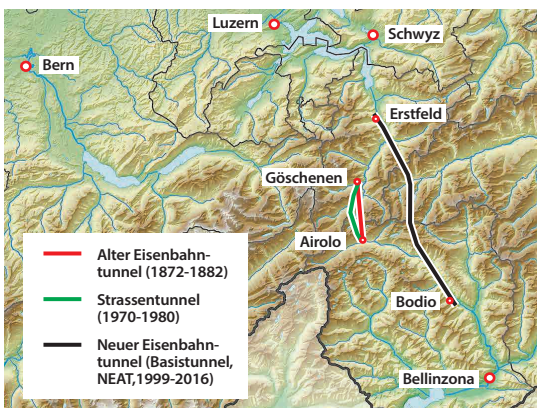 Luzern
Schwyz
Bern
Erstfeld
Göschenen
Airolo
Alter Eisenbahn-
tunnel (1872-1882)
Strassentunnel
(1970-1980)
Neuer Eisenbahn-
tunnel (Basistunnel,
NEAT,1999-2016)
Bodio
Bellinzona